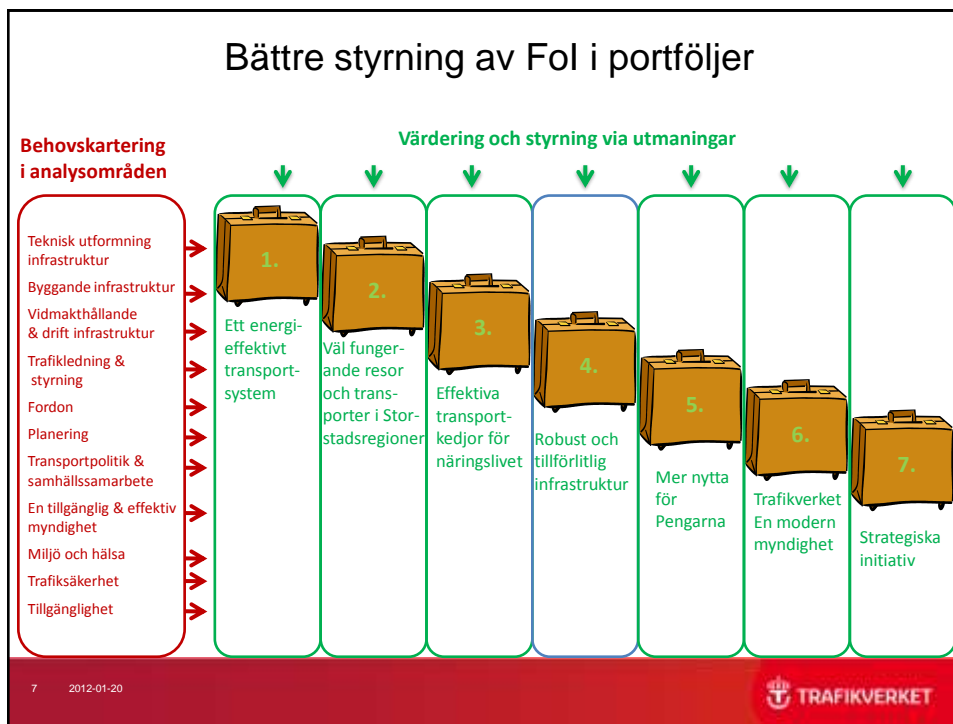 Bättre styrning av FoI i portföljer
Behovskartering
i analysområden
Värdering och styrning via utmaningar
Teknisk utformning
infrastruktur
Byggande infrastruktur
Vidmakthållande
& drift infrastruktur
Trafikledning &
styrning
Fordon
Planering
Transportpolitik &
samhällssamarbete
En tillgänglig & effektiv
myndighet
Miljö och hälsa
Trafiksäkerhet
Tillgänglighet
1.
Ett energi-
effektivt
transport-
system
2.
Väl funger-
ande resor
och trans-
porter i Stor-
stadsregioner
3.
Effektiva
transport-
kedjor för
näringslivet
4.
Robust och
tillförlitlig
infrastruktur
5.
Mer nytta
för
Pengarna
6.
Trafikverket
En modern
myndighet
7.
Strategiska
initiativ
7 2012-01-20
TRAFIKVERKET